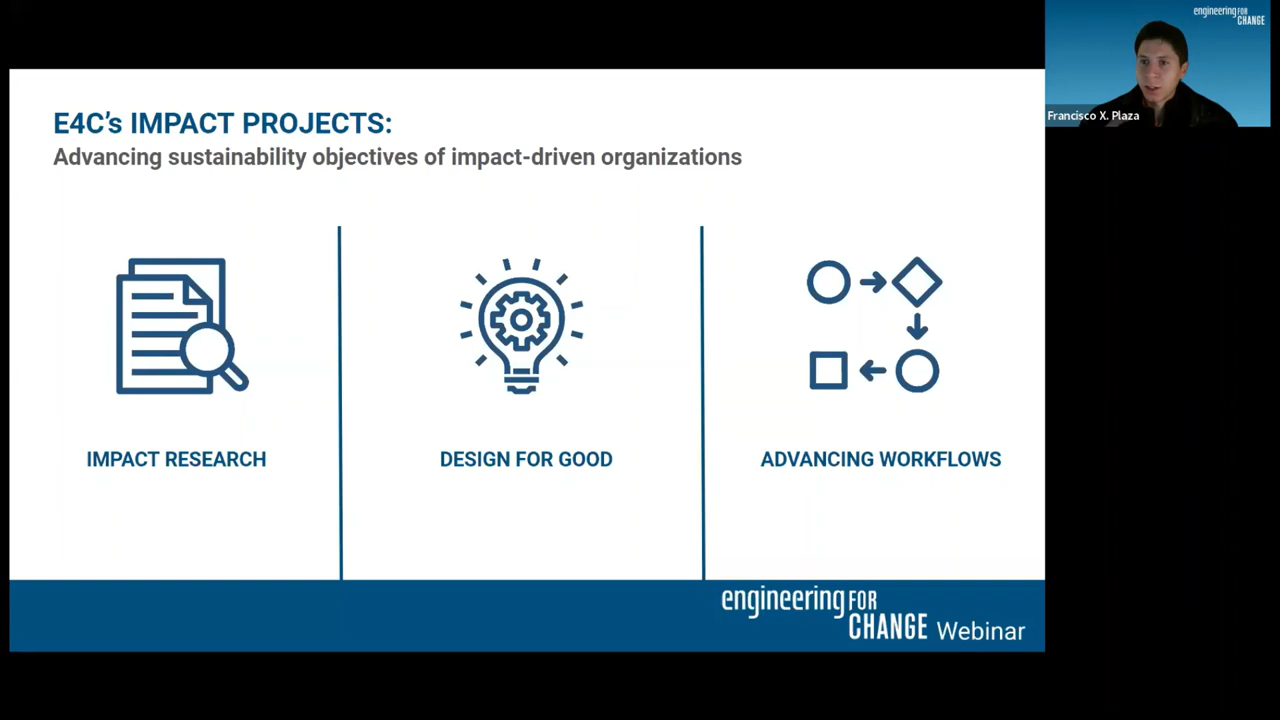 E4C’s IMPACT PROJECTS:
Advancing sustainability objectives of impact-driven organizations
IMPACT RESEARCH
DESIGN FOR GOOD
ADVANCING WORKFLOWS
engineering FOR
CHANGE Webinar
engineering FOR
CHANGE
Francisco X. Plaza